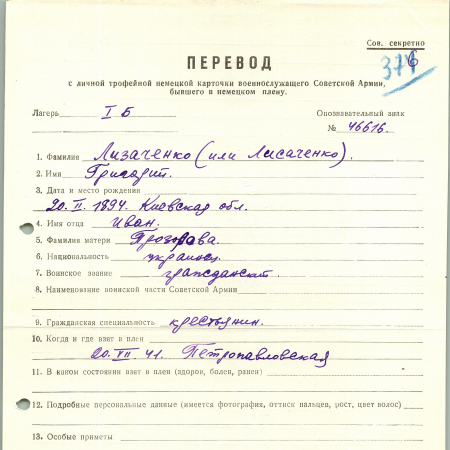 Сов. секретно
376
ПЕРЕВОД
с личной трофейной немецкой карточки военнослужащего Советской Армии,
бывшего в немецком плену.
Лагерь I Б Опознавательный знак
№ 46616.
1. Фамилия Лизаченко (или Лисаченко).
2. Имя
3. Дата и место рождения
20. II. 1894. Киевская обл.
4. Имя отца Иван.
5. Фамилия матери
6. Национальность украинец
7. Воинское звание гражданский
8. Наименование воинской части Советской Армии
9. Гражданская специальность крестьянин.
10. Когда и где взят в плен
20. VII. 41. Петропавловская
11. В каком состоянии взят в плен (здоров, болен, ранен)
12. Подробные персональные данные (имеется фотография, оттиск пальцев, рост, цвет волос)
13. Особые приметы